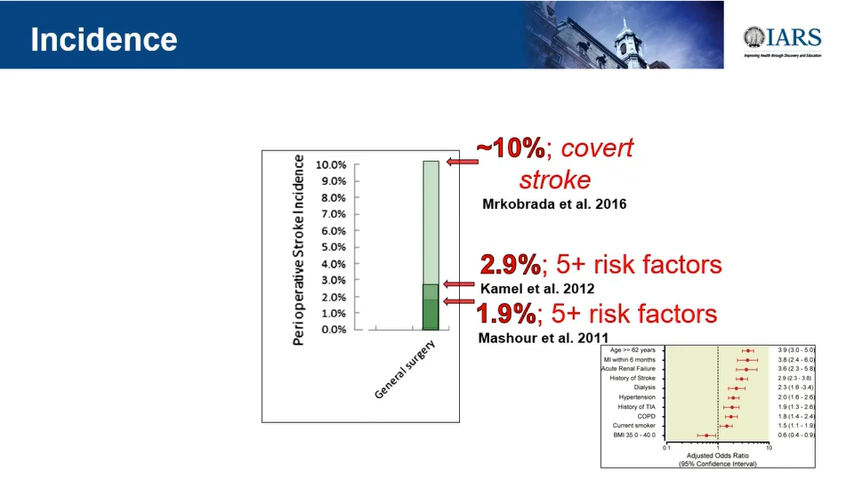 Incidence
IARS
Improving Health through Discovery and Education
~10%; covert
stroke
Mrkobrada et al. 2016
Perioperative Stroke Incidence
10.0%
9.0%
8.0%
7.0%
6.0%
5.0%
4.0%
3.0%
2.0%
1.0%
0.0%
General surgery
2.9%; 5+ risk factors
Kamel et al. 2012
1.9%; 5+ risk factors
Mashour et al. 2011
Age >= 62 years 3.9 (3.0 - 5.0)
MI within 6 months 3.8 (2.4 - 6.0)
Acute Renal Failure 3.6 (2.3 - 5.8)
History of Stroke 2.9 (2.3 - 3.8)
Dialysis 2.3 (1.6 -3.4)
Hypertension 2.0 (1.6 - 2.6)
History of TIA 1.9 (1.3 - 2.6)
COPD 1.8 (1.4 - 2.4)
Current smoker 1.5 (1.1 - 1.9)
BMI 35.0 - 40.0 0.6 (0.4 - 0.9)
0.1 1 10
Adjusted Odds Ratio
(95% Confidence Interval)